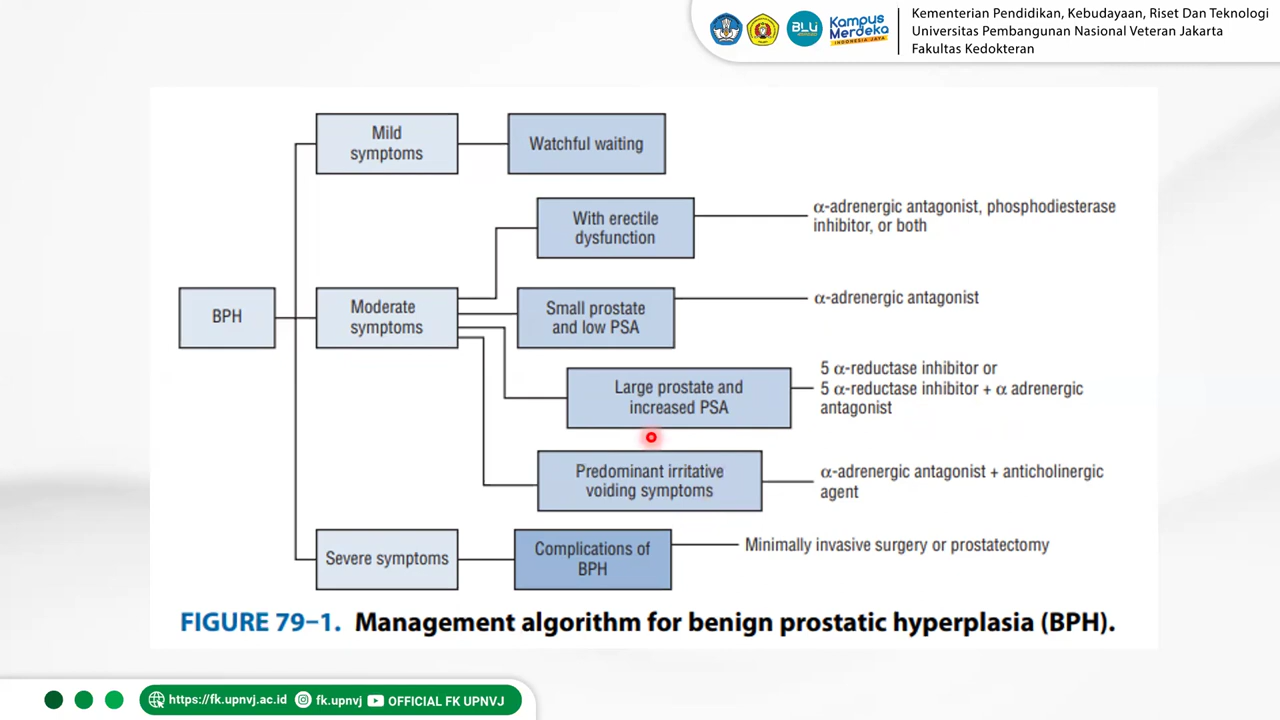 BLU
Kampus
Merdeka
INDONESIA JAYA
Kementerian Pendidikan, Kebudayaan, Riset Dan Teknologi
Universitas Pembangunan Nasional Veteran Jakarta
Fakultas Kedokteran
Mild
symptoms
Watchful waiting
With erectile
dysfunction
α-adrenergic antagonist, phosphodiesterase
inhibitor, or both
BPH
Moderate
symptoms
Small prostate
and low PSA
α-adrenergic antagonist
Large prostate and
increased PSA
5 α-reductase inhibitor or
5 α-reductase inhibitor + α adrenergic
antagonist
Predominant irritative
voiding symptoms
α-adrenergic antagonist + anticholinergic
agent
Severe symptoms
Complications of
BPH
Minimally invasive surgery or prostatectomy
FIGURE 79–1. Management algorithm for benign prostatic hyperplasia (BPH).
https://fk.upnvj.ac.id fk.upnvj OFFICIAL FK UPNVJ